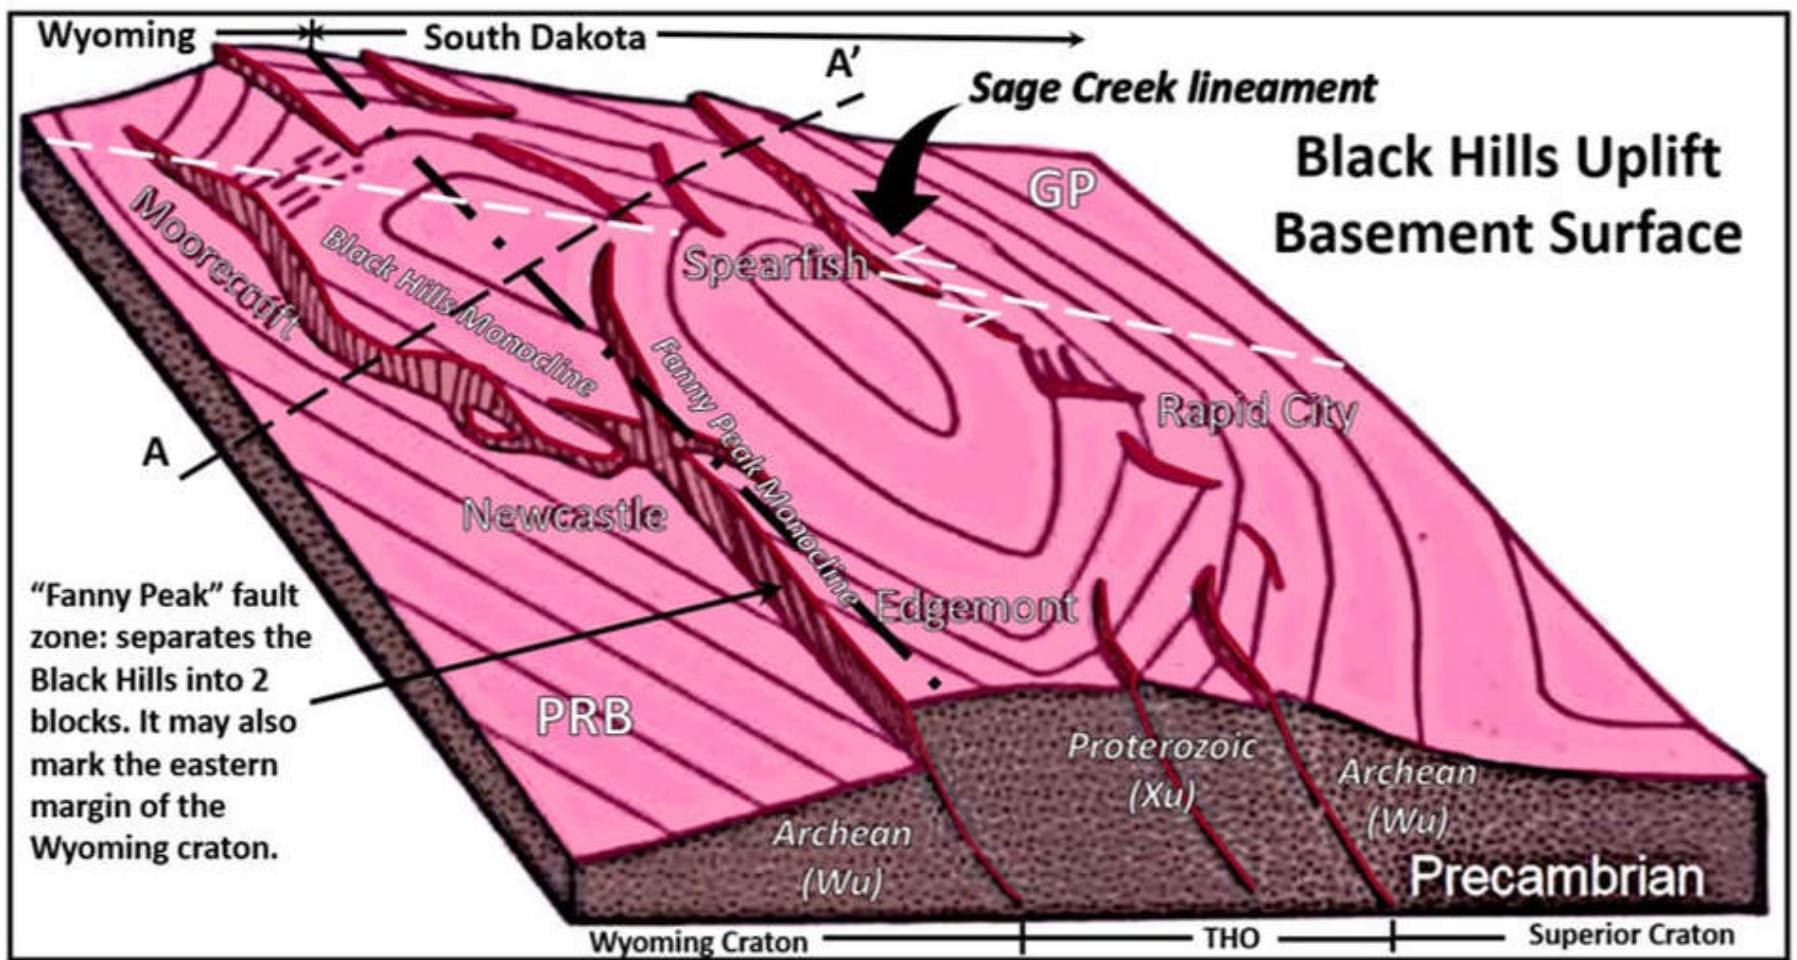 Wyoming
South Dakota
A'
Sage Creek lineament
Black Hills Uplift
Basement Surface
GP
Moorecroft
Black Hills Monocline
Spearfish
Fanny Peak Monocline
Rapid City
A
Newcastle
"Fanny Peak" fault
zone: separates the
Black Hills into 2
blocks. It may also
mark the eastern
margin of the
Wyoming craton.
Edgemont
PRB
Proterozoic
(Xu)
Archean
(Wu)
Archean
(Wu)
Precambrian
Wyoming Craton
THO
Superior Craton